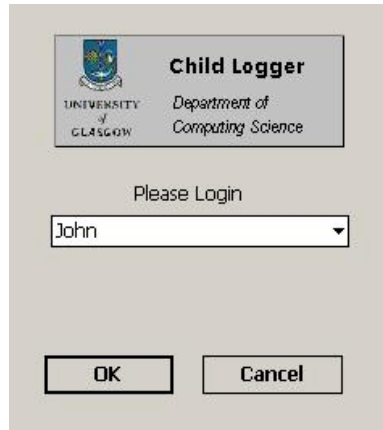 Child Logger
UNIVERSITY
of
GLASGOW
Department of
Computing Science
Please Login
John
OK
Cancel